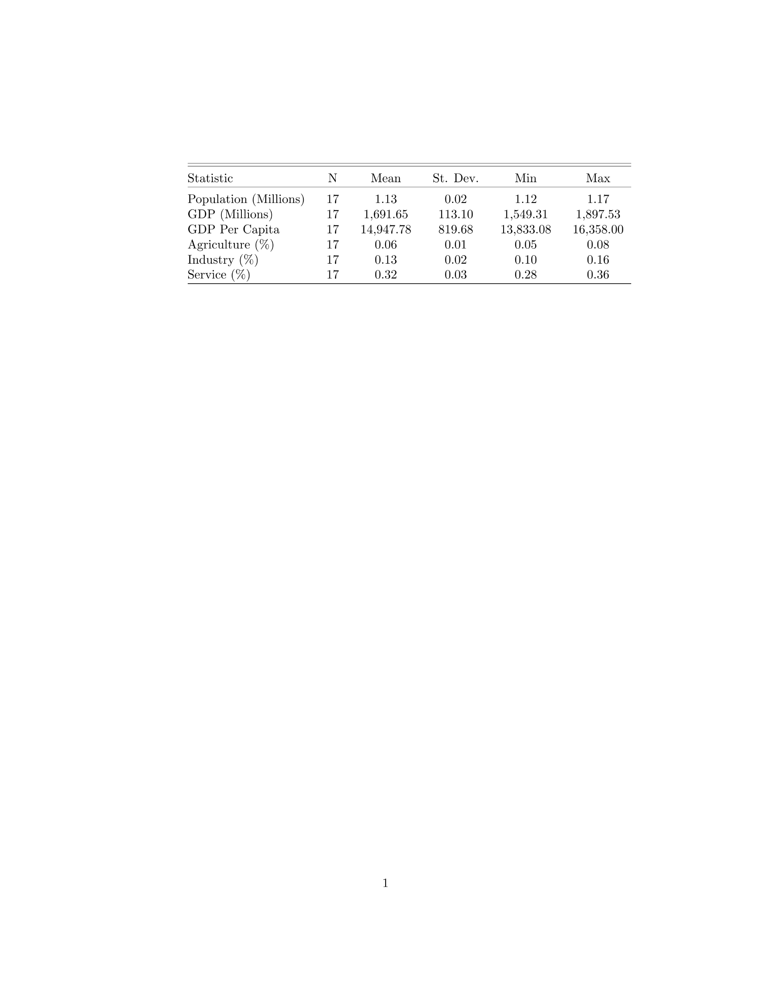 Statistic N Mean St. Dev. Min Max
Population (Millions) 17 1.13 0.02 1.12 1.17
GDP (Millions) 17 1,691.65 113.10 1,549.31 1,897.53
GDP Per Capita 17 14,947.78 819.68 13,833.08 16,358.00
Agriculture (%) 17 0.06 0.01 0.05 0.08
Industry (%) 17 0.13 0.02 0.10 0.16
Service (%) 17 0.32 0.03 0.28 0.36
1